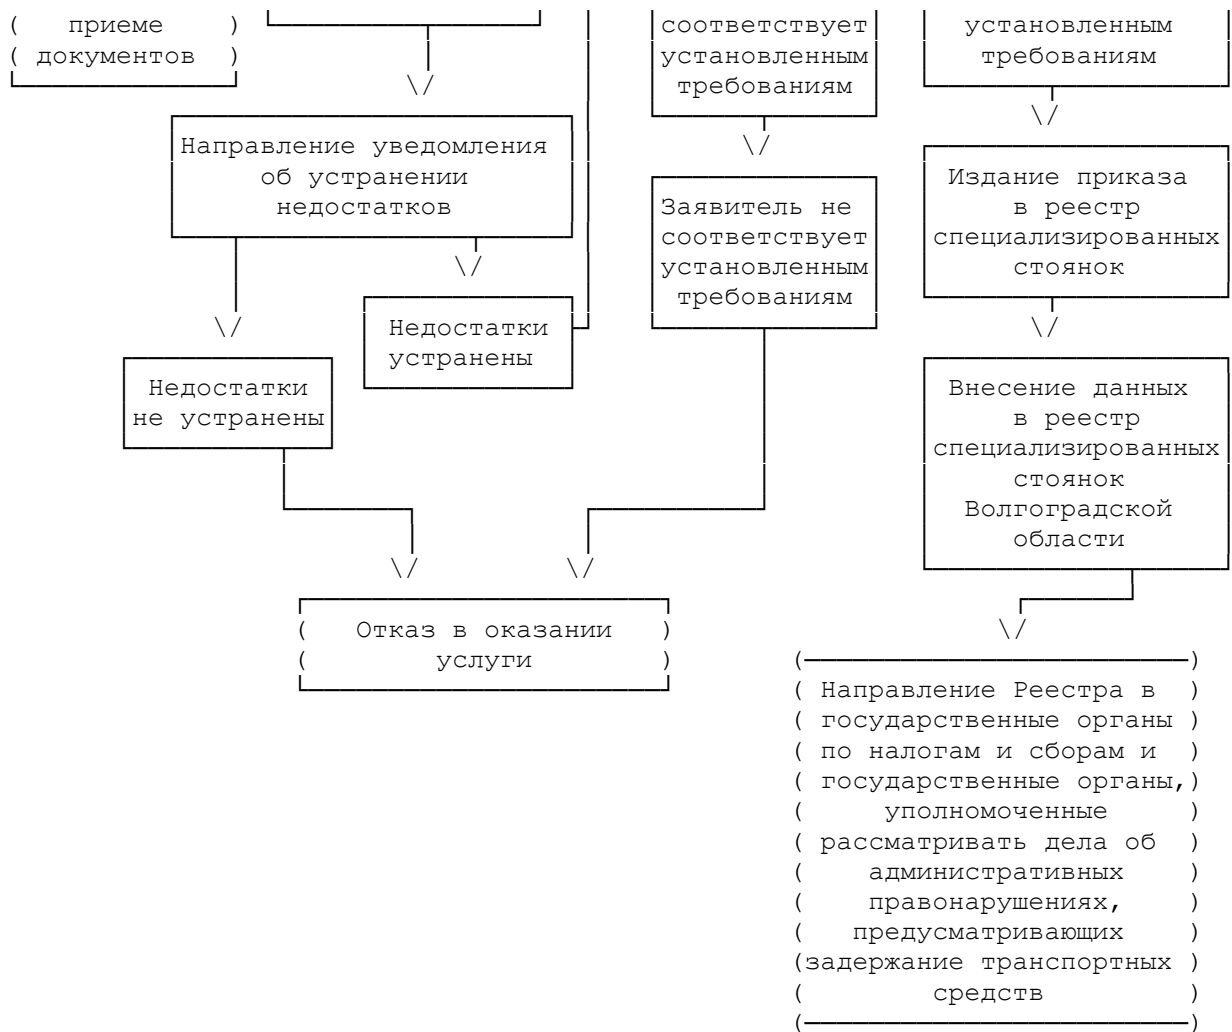 приеме
документов
соответствует
установленным
требованиям
установленным
требованиям
Направление уведомления
об устранении
недостатков
Заявитель не
соответствует
установленным
требованиям
Издание приказа
в реестр
специализированных
стоянок
Недостатки
устранены
Недостатки
не устранены
Внесение данных
в реестр
специализированных
стоянок
Волгоградской
области
Отказ в оказании
услуги
Направление Реестра в
государственные органы
по налогам и сборам и
государственные органы,
уполномоченные
рассматривать дела об
административных
правонарушениях,
предусматривающих
задержание транспортных
средств